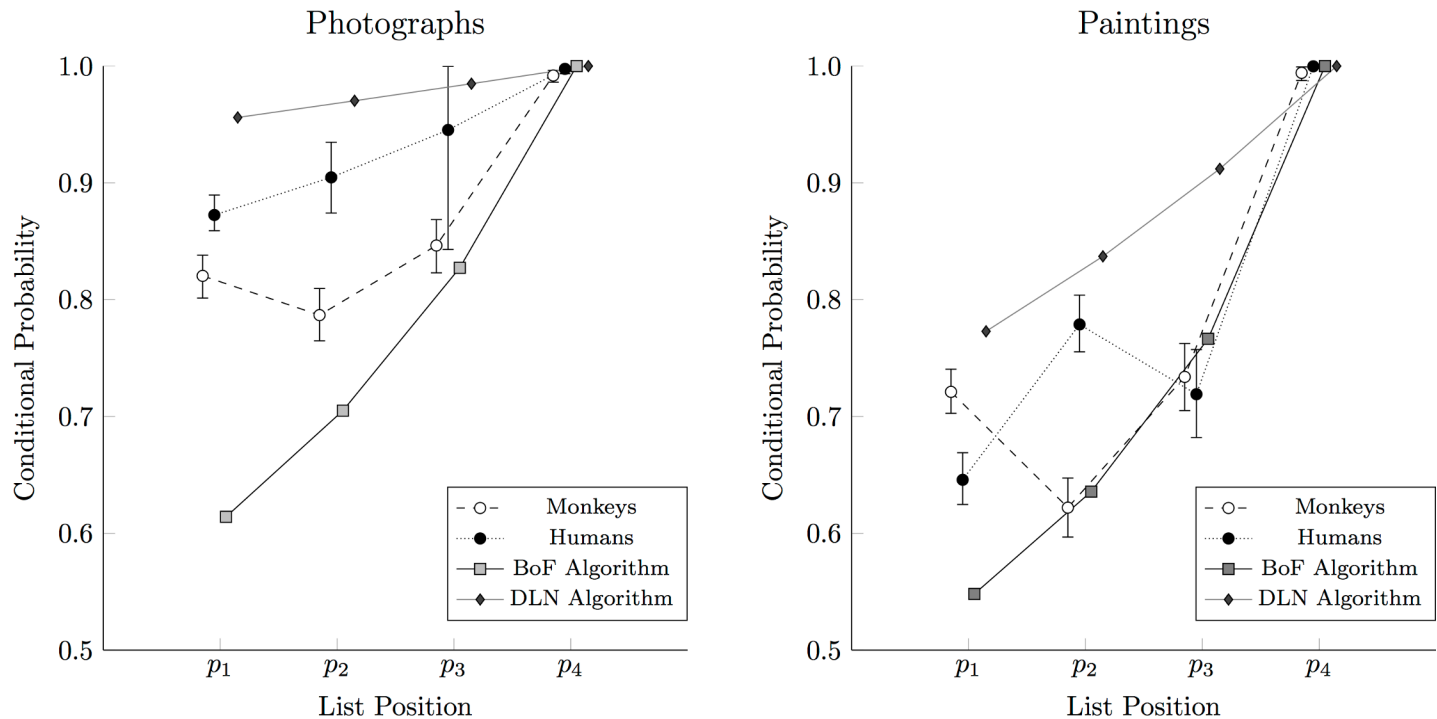 Photographs
Conditional Probability
1.0
0.9
0.8
0.7
0.6
0.5
p1
p2
p3
p4
List Position
Monkeys
Humans
BoF Algorithm
DLN Algorithm
Paintings
Conditional Probability
1.0
0.9
0.8
0.7
0.6
0.5
p1
p2
p3
p4
List Position
Monkeys
Humans
BoF Algorithm
DLN Algorithm